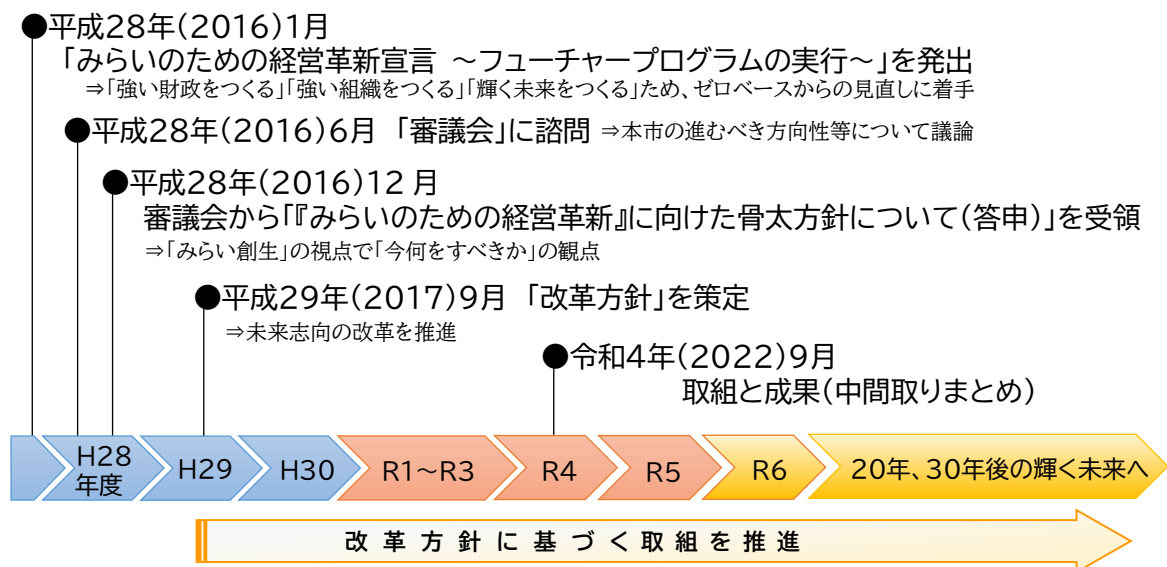 ●平成28年(2016)1月
「みらいのための経営革新宣言 ～フューチャープログラムの実行～」を発出
⇒「強い財政をつくる」「強い組織をつくる」「輝く未来をつくる」ため、ゼロベースからの見直しに着手
●平成28年(2016)6月 「審議会」に諮問 ⇒本市の進むべき方向性等について議論
●平成28年(2016)12月
審議会から「『みらいのための経営革新』に向けた骨太方針について(答申)」を受領
⇒「みらい創生」の視点で「今何をすべきか」の観点
●平成29年(2017)9月 「改革方針」を策定
⇒未来志向の改革を推進
●令和4年(2022)9月
取組と成果(中間取りまとめ)
H28
年度
H29
H30
R1～R3
R4
R5
R6
20年、30年後の輝く未来へ
改革方針に基づく取組を推進